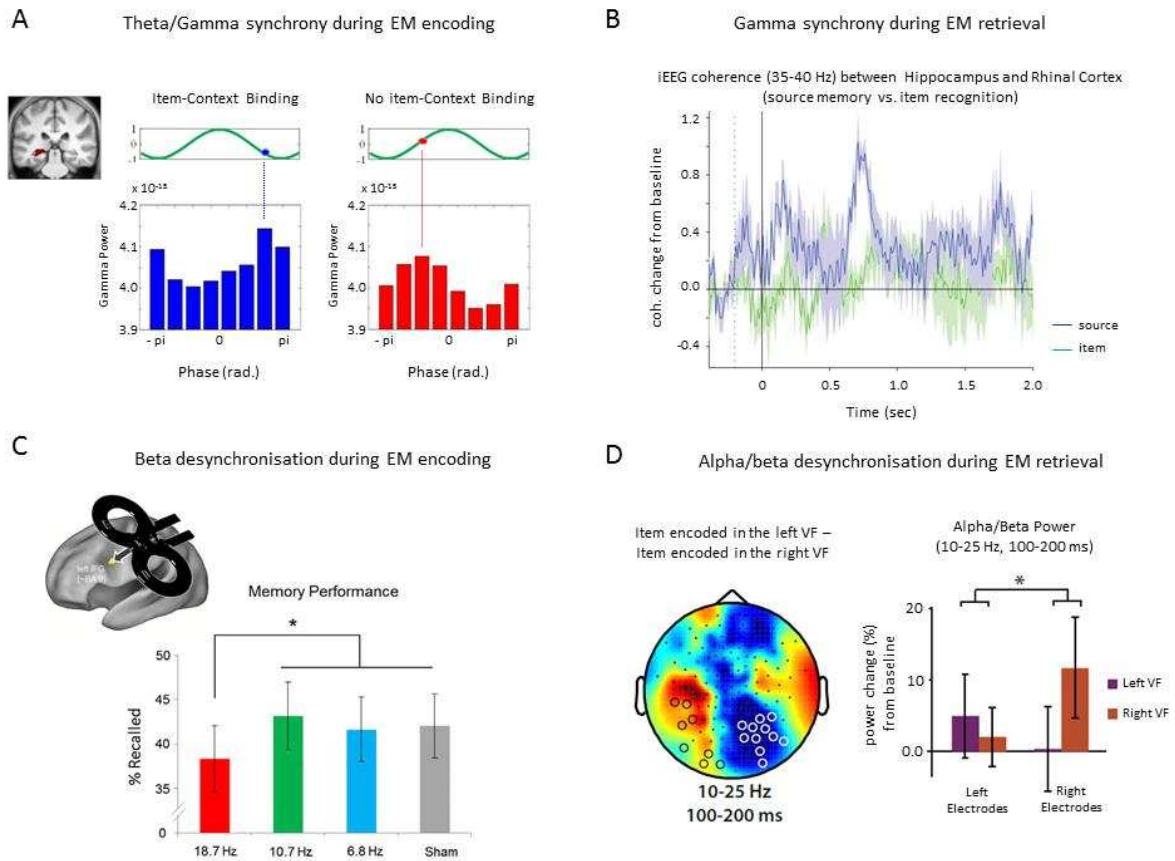 A
Theta/Gamma synchrony during EM encoding
Item-Context Binding
No item-Context Binding
1
0
-1
1
0
-1
x 10⁻¹⁵
x 10⁻¹⁵
4.2
4.1
4.0
3.9
Gamma Power
4.2
4.1
4.0
3.9
Gamma Power
- pi
0
pi
- pi
0
pi
Phase (rad.)
Phase (rad.)
B
Gamma synchrony during EM retrieval
iEEG coherence (35-40 Hz) between Hippocampus and Rhinal Cortex
(source memory vs. item recognition)
1.2
0.8
0.4
0.0
-0.4
coh. change from baseline
source
item
0
0.5
1.0
1.5
2.0
Time (sec)
C
Beta desynchronisation during EM encoding
left IFG
Memory Performance
*
50
45
40
35
0
% Recalled
18.7 Hz
10.7 Hz
6.8 Hz
Sham
D
Alpha/beta desynchronisation during EM retrieval
Item encoded in the left VF –
Item encoded in the right VF
10-25 Hz
100-200 ms
Alpha/Beta Power
(10-25 Hz, 100-200 ms)
*
20
10
0.0
power change (%)
from baseline
Left VF
Right VF
Left
Electrodes
Right
Electrodes